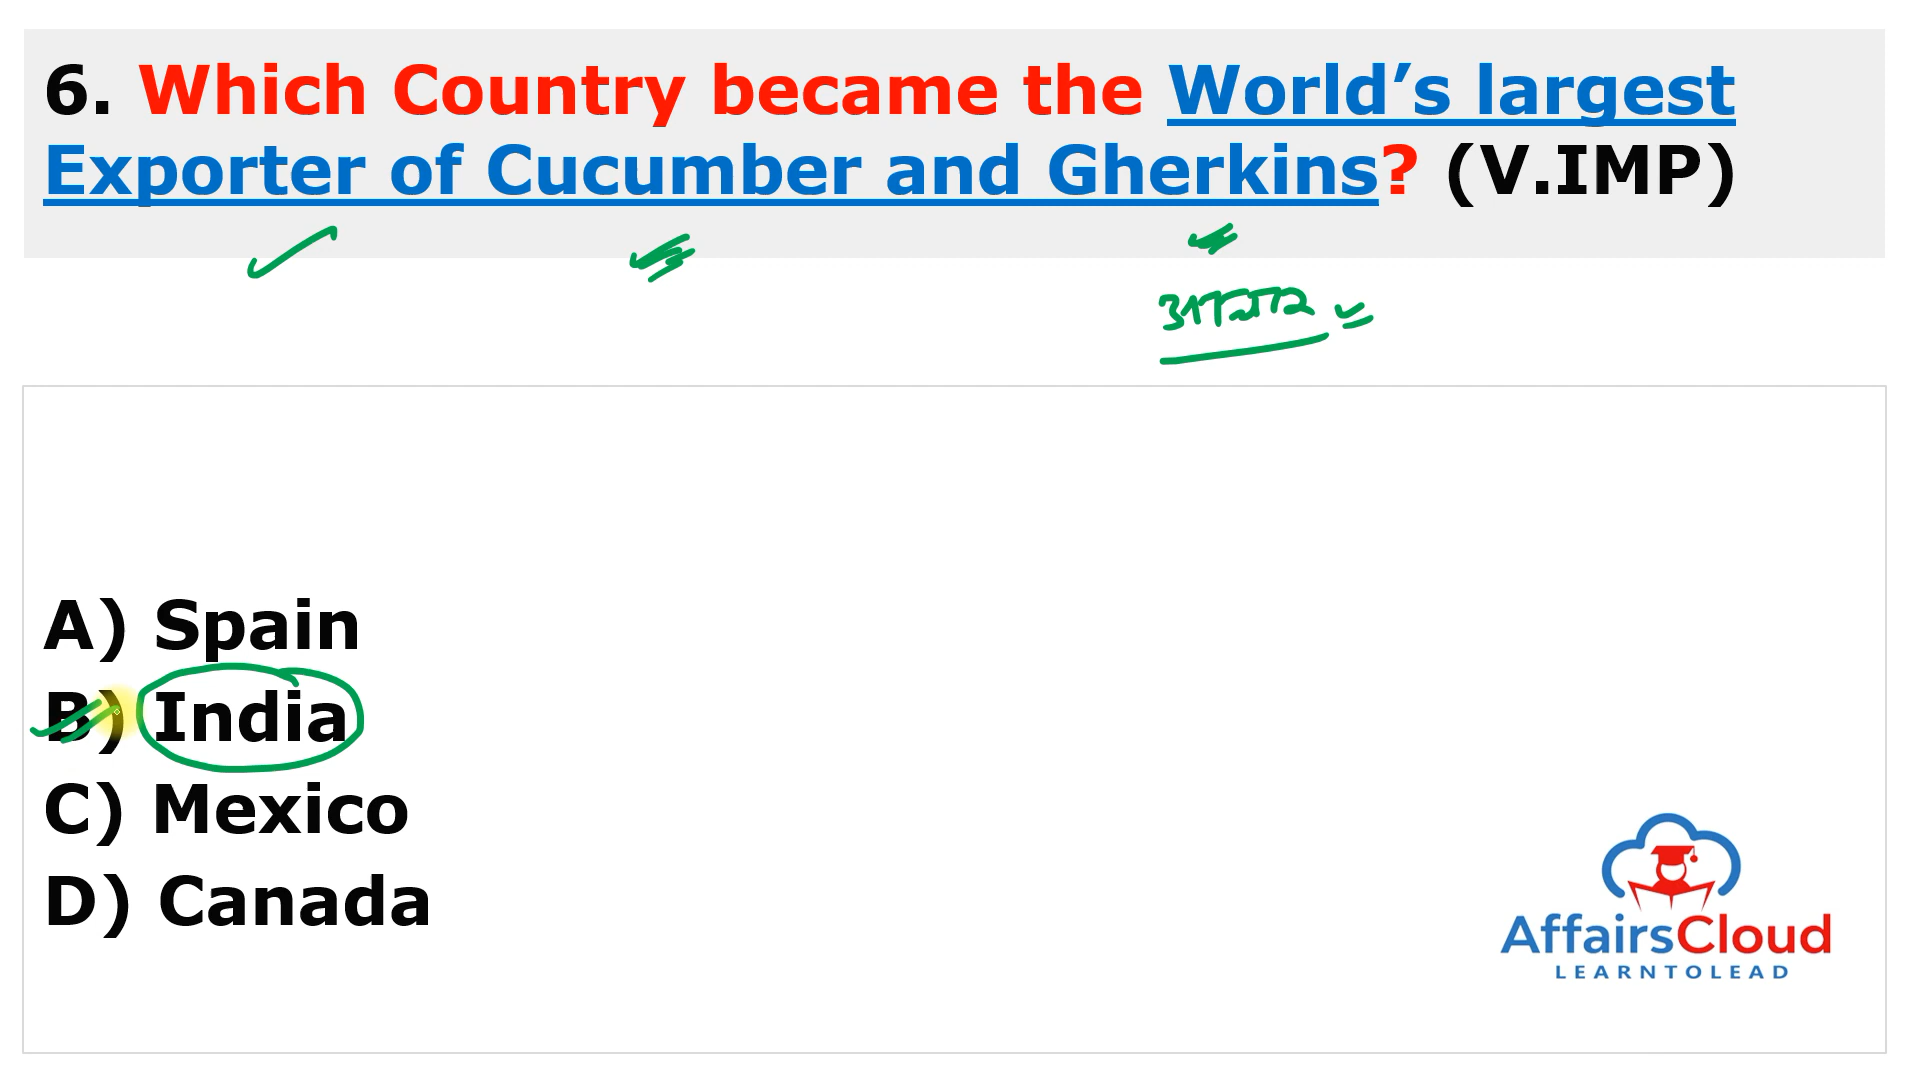 6. Which Country became the World’s largest
Exporter of Cucumber and Gherkins? (V.IMP)
A) Spain
B) India
C) Mexico
D) Canada
AffairsCloud
LEARNTOLEAD